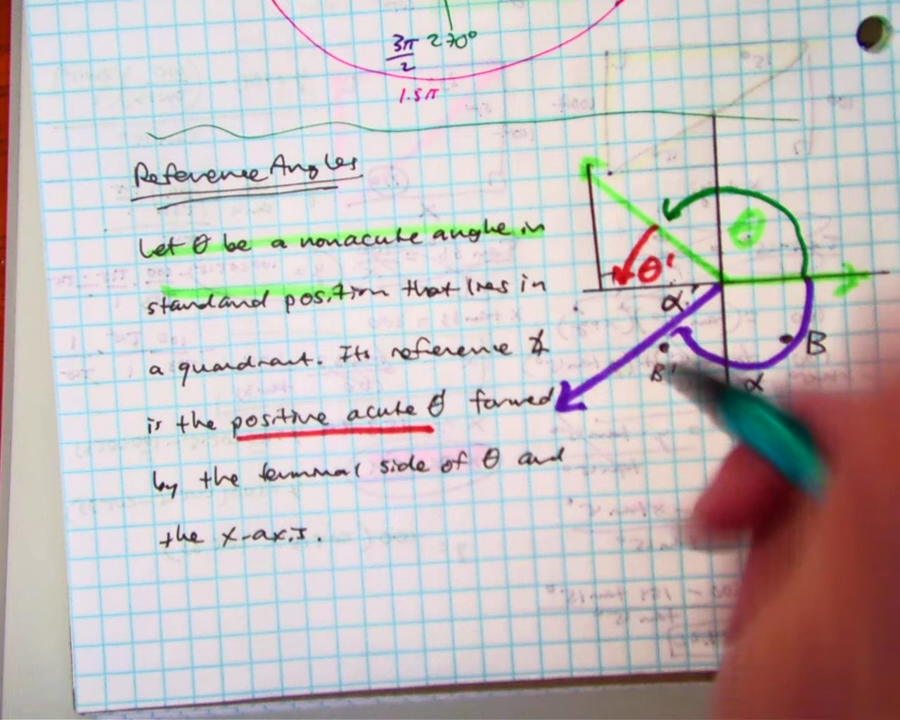 3π/2 270°
1.5π
Reference Angles
Let θ be a nonacute angle in
standard position that lies in
a quadrant. Its reference ∡
is the positive acute θ formed
by the terminal side of θ and
the x-axis.
θ
θ'
α'
B
B'
α